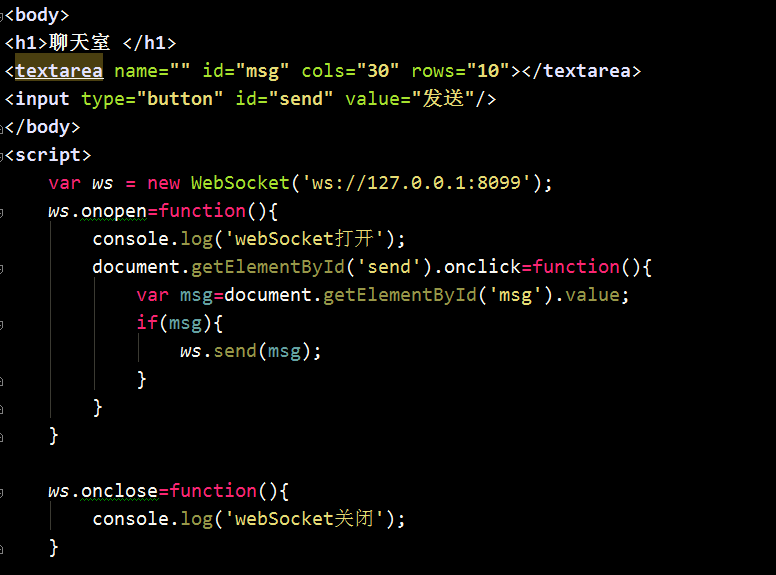 <body>
<h1>聊天室 </h1>
<textarea name="" id="msg" cols="30" rows="10"></textarea>
<input type="button" id="send" value="发送"/>
</body>
<script>
    var ws = new WebSocket('ws://127.0.0.1:8099');
    ws.onopen=function(){
        console.log('webSocket打开');
        document.getElementById('send').onclick=function(){
            var msg=document.getElementById('msg').value;
            if(msg){
                ws.send(msg);
            }
        }
    }

    ws.onclose=function(){
        console.log('webSocket关闭');
    }